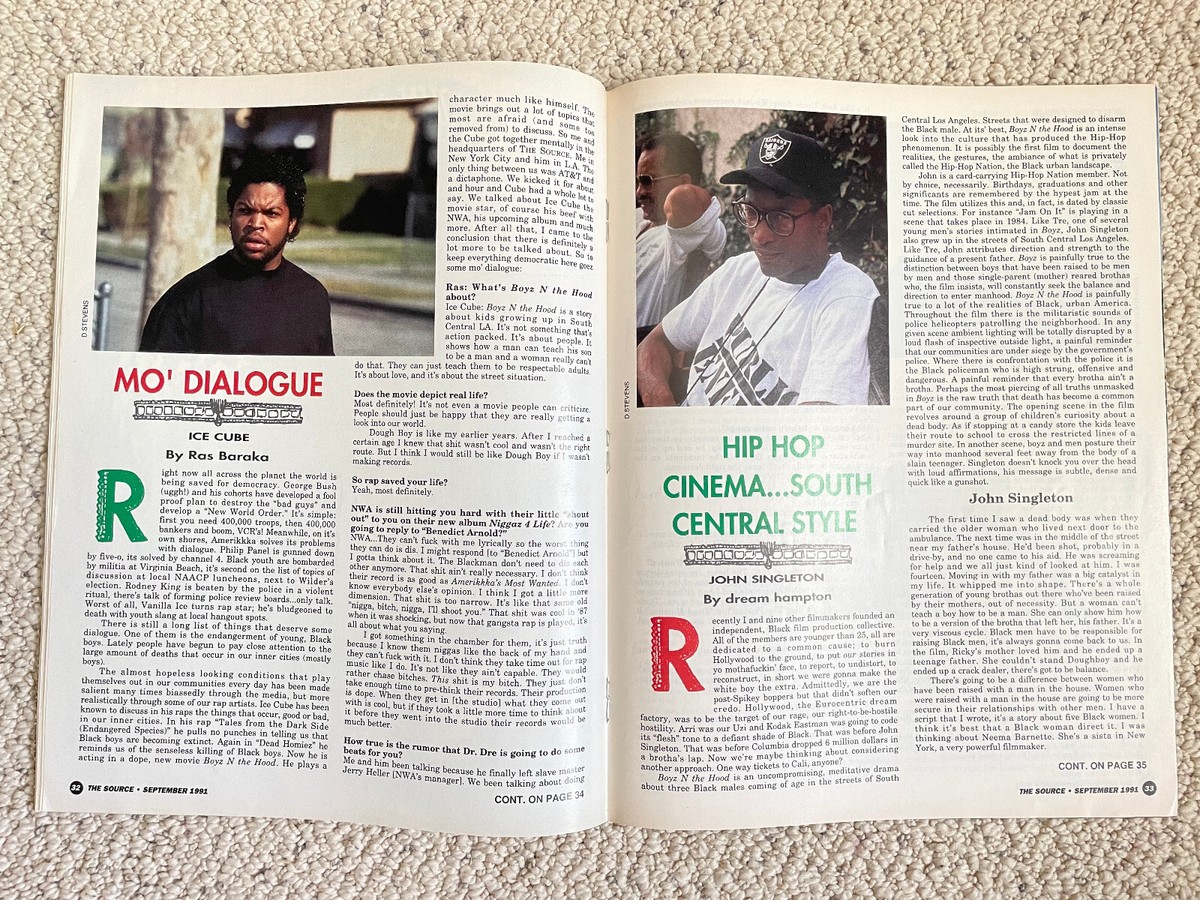 D.STEVENS
MO' DIALOGUE
ICE CUBE
By Ras Baraka
Right now all across the planet the world is
being saved for democracy. George Bush
(uggh!) and his cohorts have developed a fool
proof plan to destroy the "bad guys" and
develop a "New World Order." It's simple:
first you need 400,000 troops, then 400,000
bankers and boom, VCR's! Meanwhile, on it's
own shores, Amerikkka solves its problems
with dialogue. Philip Panel is gunned down
by five-o, its solved by channel 4. Black youth are bombarded
by militia at Virginia Beach, it's second on the list of topics of
discussion at local NAACP luncheons, next to Wilder's
election. Rodney King is beaten by the police in a violent
ritual, there's talk of forming police review boards...only talk.
Worst of all, Vanilla Ice turns rap star; he's bludgeoned to
death with youth slang at local hangout spots.
There is still a long list of things that deserve some
dialogue. One of them is the endangerment of young, Black
boys. Lately people have begun to pay close attention to the
large amount of deaths that occur in our inner cities (mostly
boys).
The almost hopeless looking conditions that play
themselves out in our communities every day has been made
salient many times biasedly through the media, but more
realistically through some of our rap artists. Ice Cube has been
known to discuss in his raps the things that occur, good or bad,
in our inner cities. In his rap "Tales from the Dark Side
(Endangered Species)" he pulls no punches in telling us that
Black boys are becoming extinct. Again in "Dead Homiez" he
reminds us of the senseless killing of Black boys. Now he is
acting in a dope, new movie Boyz N the Hood. He plays a
character much like himself. The
movie brings out a lot of topics that
most are afraid (and some too
removed from) to discuss. So me and
the Cube got together mentally in the
headquarters of THE SOURCE. Me in
New York City and him in L.A. The
only thing between us was AT&T and
a dictaphone. We kicked it for about
and hour and Cube had a whole lot to
say. We talked about Ice Cube the
movie star, of course his beef with
NWA, his upcoming album and much
more. After all that, I came to the
conclusion that there is definitely a
lot more to be talked about. So to
keep everything democratic here goez
some mo' dialogue:
Ras: What's Boyz N the Hood
about?
Ice Cube: Boyz N the Hood is a story
about kids growing up in South
Central LA. It's not something that's
action packed. It's about people. It
shows how a man can teach his son
to be a man and a woman really can't
do that. They can just teach them to be respectable adults.
It's about love, and it's about the street situation.
Does the movie depict real life?
Most definitely! It's not even a movie people can criticize.
People should just be happy that they are really getting a
look into our world.
Dough Boy is like my earlier years. After I reached a
certain age I knew that shit wasn't cool and wasn't the right
route. But I think I would still be like Dough Boy if I wasn't
making records.
So rap saved your life?
Yeah, most definitely.
NWA is still hitting you hard with their little "shout
out" to you on their new album Niggaz 4 Life? Are you
going to reply to "Benedict Arnold?"
NWA...They can't fuck with me lyrically so the worst thing
they can do is dis. I might respond [to "Benedict Arnold"] but
I gotta think about it. The Blackman don't need to dis each
other anymore. That shit ain't really necessary. I don't think
their record is as good as Amerikkka's Most Wanted. I don't
know everybody else's opinion. I think I got a little more
dimension. That shit is too narrow. It's like that same old
"nigga, bitch, nigga, I'll shoot you." That shit was cool in '87
when it was shocking, but now that gangsta rap is played, it's
all about what you saying.
I got something in the chamber for them, it's just truth
because I know them niggas like the back of my hand and
they can't fuck with it. I don't think they take time out for rap
music like I do. It's not like they ain't capable. They would
rather chase bitches. This shit is my bitch. They just don't
take enough time to pre-think their records. Their production
is dope. When they get in [the studio] what they come out
with is cool, but if they took a little more time to think about
it before they went into the studio their records would be
much better.
How true is the rumor that Dr. Dre is going to do some
beats for you?
Me and him been talking because he finally left slave master
Jerry Heller [NWA's manager]. We been talking about doing
CONT. ON PAGE 34
32 THE SOURCE • SEPTEMBER 1991
RAIDERS
D.STEVENS
HIP HOP
CINEMA...SOUTH
CENTRAL STYLE
JOHN SINGLETON
By dream hampton
Recently I and nine other filmmakers founded an
independent, Black film production collective.
All of the members are younger than 25, all are
dedicated to a common cause; to burn
Hollywood to the ground, to put our stories in
yo mothafuckin' face, to report, to undistort, to
reconstruct, in short we were gonna make the
white boy the extra. Admittedly, we are the
post-Spikey boppers but that didn't soften our
credo. Hollywood, the Eurocentric dream
factory, was to be the target of our rage, our right-to-be-hostile
hostility. Arri was our Uzi and Kodak Eastman was going to code
its "flesh" tone to a defiant shade of Black. That was before John
Singleton. That was before Columbia dropped 6 million dollars in
a brotha's lap. Now we're maybe thinking about considering
another approach. One way tickets to Cali, anyone?
Boyz N the Hood is an uncompromising, meditative drama
about three Black males coming of age in the streets of South
Central Los Angeles. Streets that were designed to disarm
the Black male. At its' best, Boyz N the Hood is an intense
look into the culture that has produced the Hip-Hop
phenomenon. It is possibly the first film to document the
realities, the gestures, the ambiance of what is privately
called the Hip-Hop Nation, the Black urban landscape.
John is a card-carrying Hip-Hop Nation member. Not
by choice, necessarily. Birthdays, graduations and other
significants are remembered by the hypest jam at the
time. The film utilizes this and, in fact, is dated by classic
cut selections. For instance "Jam On It" is playing in a
scene that takes place in 1984. Like Tre, one of several
young men's stories intimated in Boyz, John Singleton
also grew up in the streets of South Central Los Angeles.
Like Tre, John attributes direction and strength to the
guidance of a present father. Boyz is painfully true to the
distinction between boys that have been raised to be men
by men and those single-parent (mother) reared brothas
who, the film insists, will constantly seek the balance and
direction to enter manhood. Boyz N the Hood is painfully
true to a lot of the realities of Black, urban America.
Throughout the film there is the militaristic sounds of
police helicopters patrolling the neighborhood. In any
given scene ambient lighting will be totally disrupted by a
loud flash of inspective outside light, a painful reminder
that our communities are under siege by the government's
police. Where there is confrontation with the police it is
the Black policeman who is high strung, offensive and
dangerous. A painful reminder that every brotha ain't a
brotha. Perhaps the most piercing of all truths unmasked
in Boyz is the raw truth that death has become a common
part of our community. The opening scene in the film
revolves around a group of children's curiosity about a
dead body. As if stopping at a candy store the kids leave
their route to school to cross the restricted lines of a
murder site. In another scene, boyz and men posture their
way into manhood several feet away from the body of a
slain teenager. Singleton doesn't knock you over the head
with loud affirmations, his message is subtle, dense and
quick like a gunshot.
John Singleton
The first time I saw a dead body was when they
carried the older woman who lived next door to the
ambulance. The next time was in the middle of the street
near my father's house. He'd been shot, probably in a
drive-by, and no one came to his aid. He was screaming
for help and we all just kind of looked at him. I was
fourteen. Moving in with my father was a big catalyst in
my life. It whipped me into shape. There's a whole
generation of young brothas out there who've been raised
by their mothers, out of necessity. But a woman can't
teach a boy how to be a man. She can only show him how
to be a version of the brotha that left her, his father. It's a
very viscous cycle. Black men have to be responsible for
raising Black men, it's always gonna come back to us. In
the film, Ricky's mother loved him and he ended up a
teenage father. She couldn't stand Doughboy and he
ended up a crack dealer, there's got to be balance.
There's going to be a difference between women who
have been raised with a man in the house. Women who
were raised with a man in the house are going to be more
secure in their relationships with other men. I have a
script that I wrote, it's a story about five Black women. I
think it's best that a Black woman direct it. I was
thinking about Neema Barnette. She's a sista in New
York, a very powerful filmmaker.
CONT. ON PAGE 35
THE SOURCE • SEPTEMBER 1991 33